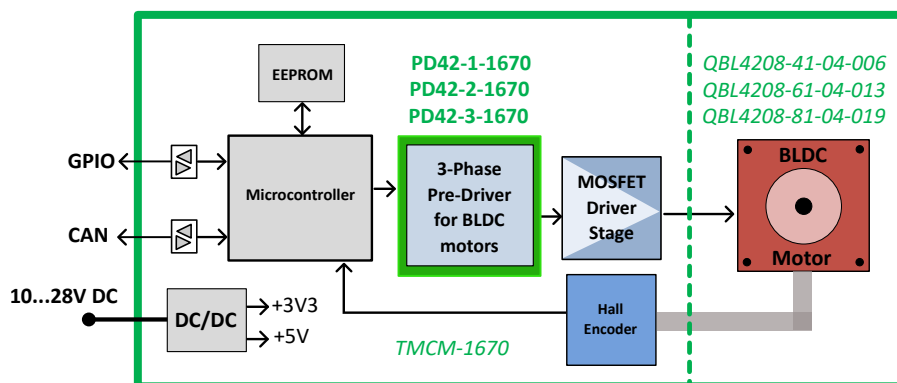 EEPROM
PD42-1-1670
PD42-2-1670
PD42-3-1670
QBL4208-41-04-006
QBL4208-61-04-013
QBL4208-81-04-019
GPIO
CAN
Microcontroller
3-Phase
Pre-Driver
for BLDC
motors
MOSFET
Driver
Stage
BLDC
Motor
10...28V DC
DC/DC
+3V3
+5V
Hall
Encoder
TMCM-1670